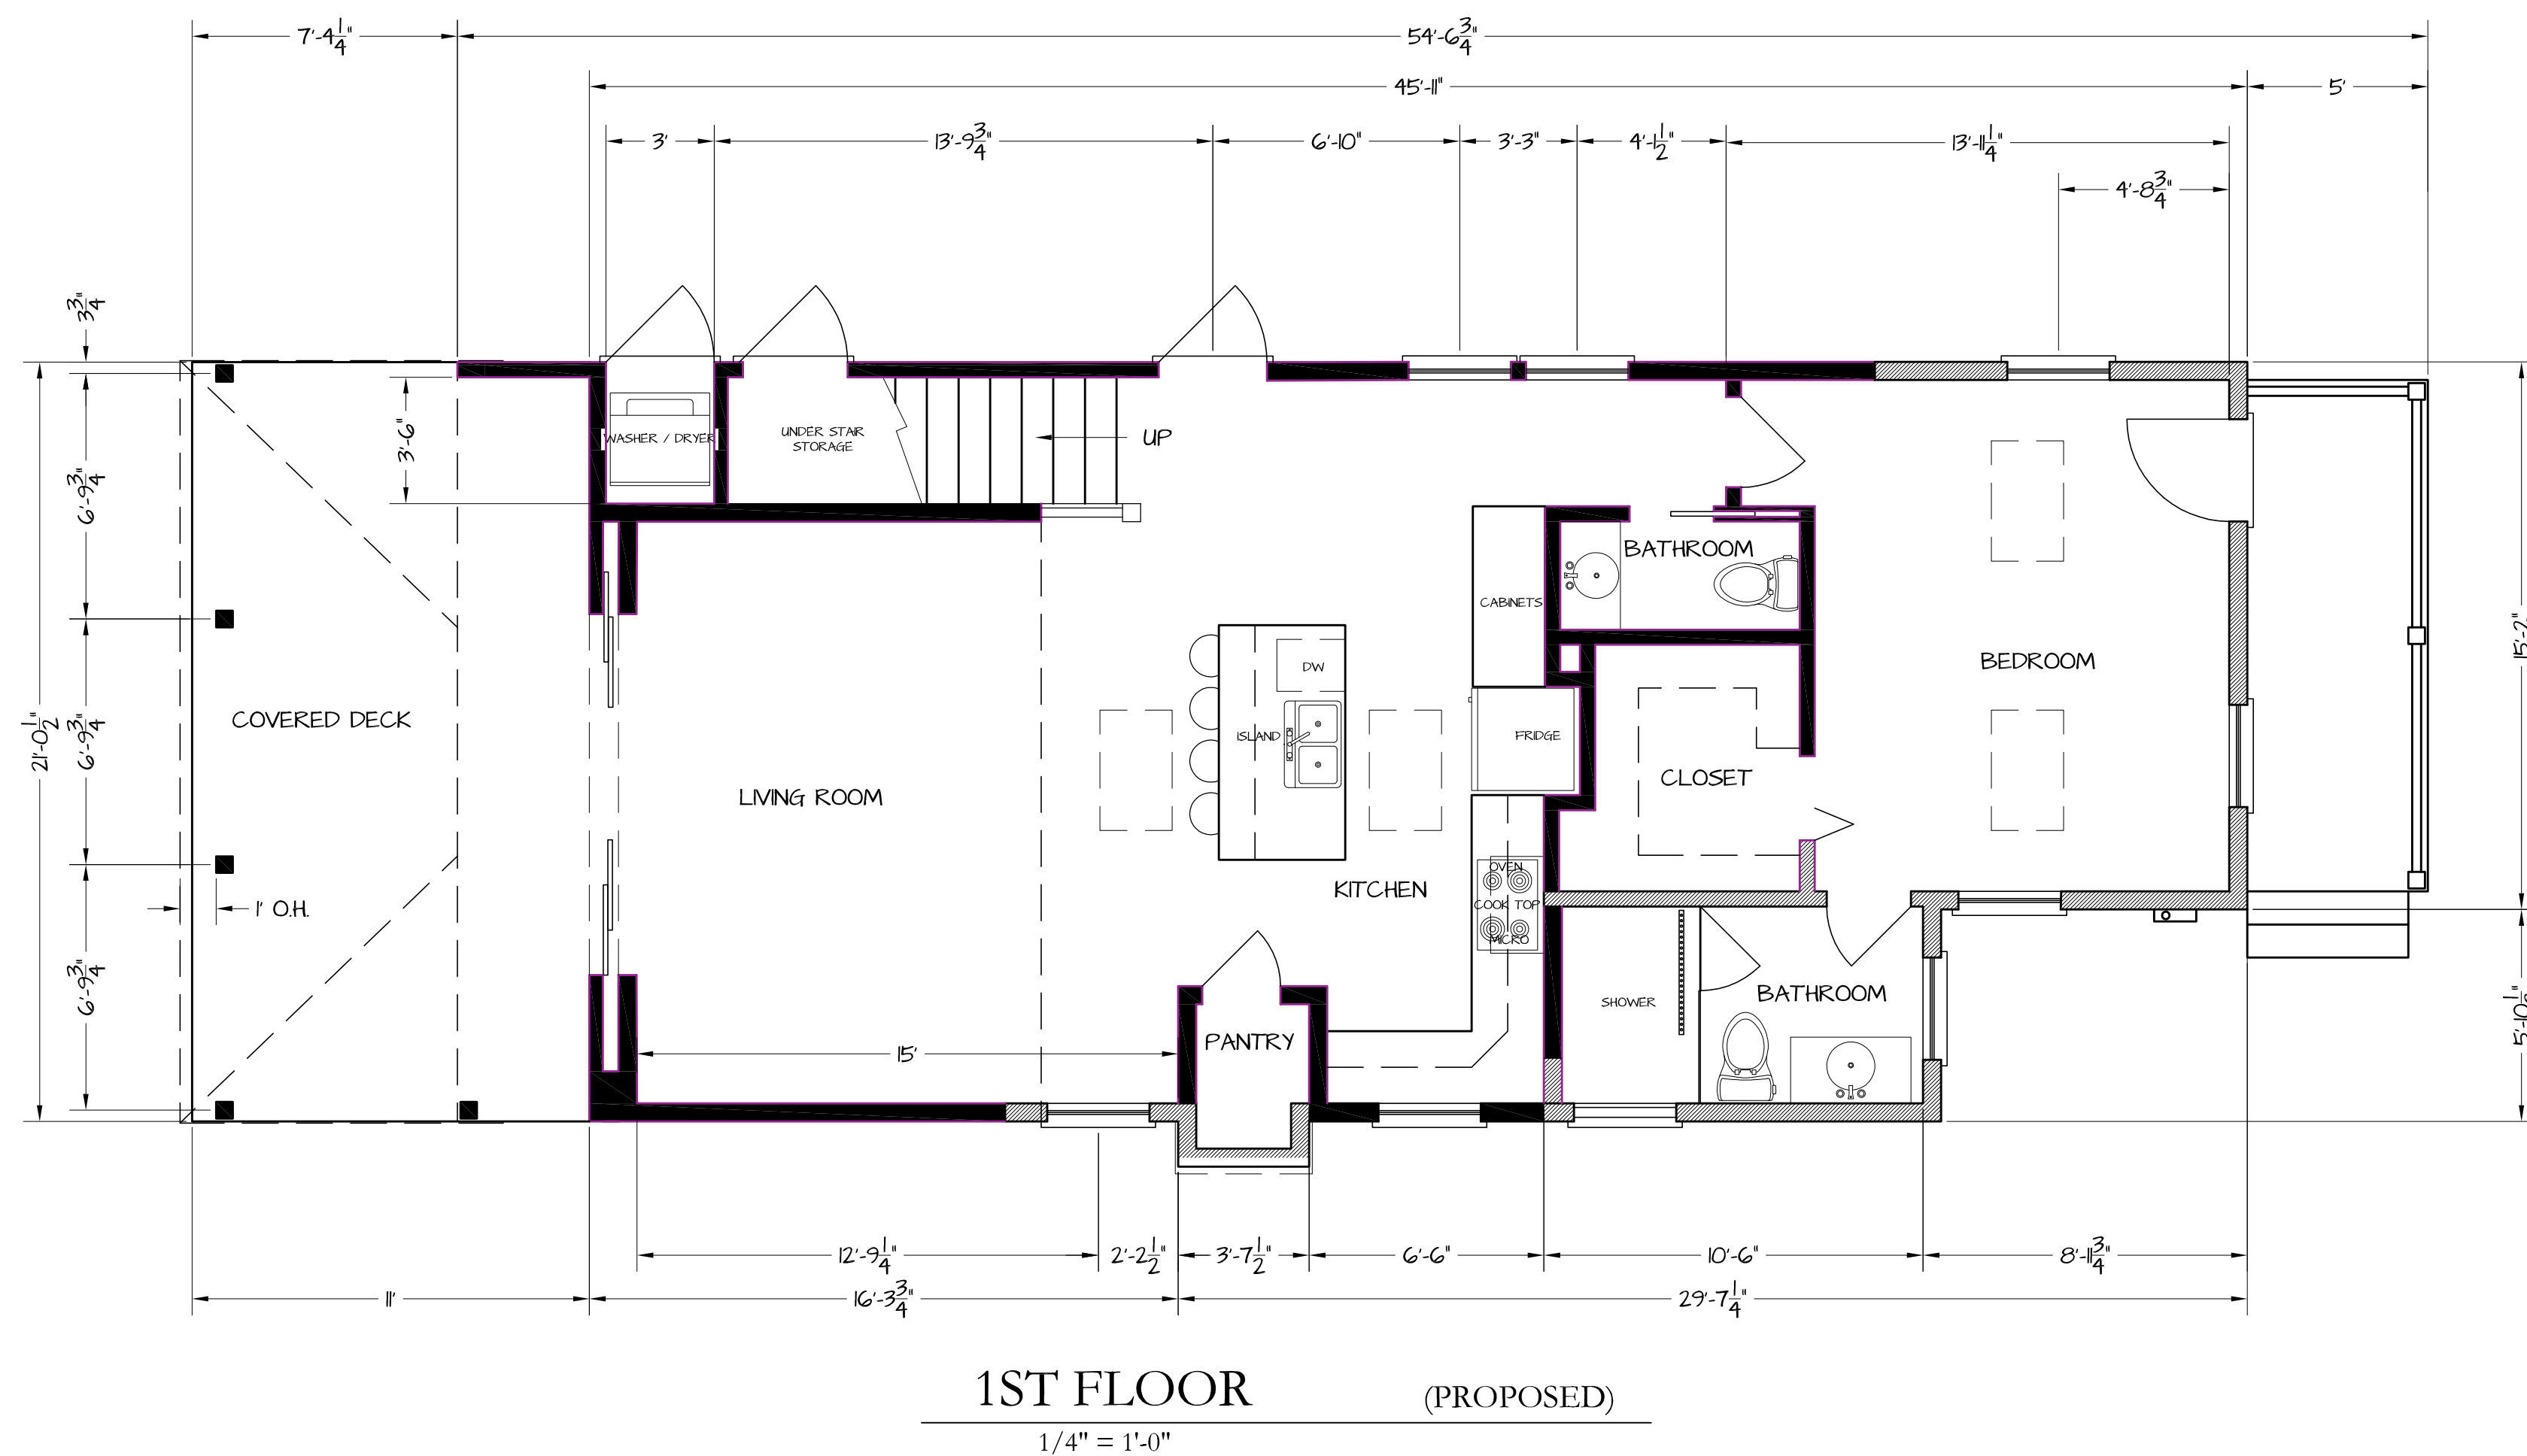 7'-4 1/4"
54'-6 3/4"
45'-11"
5'
3'
13'-9 3/4"
6'-10"
3'-3"
4'-1 1/2"
13'-11 1/4"
4'-8 3/4"
3 3/4"
6'-9 3/4"
3'-6"
WASHER / DRYER
UNDER STAIR
STORAGE
UP
BATHROOM
CABINETS
DW
BEDROOM
15'-2"
COVERED DECK
21'-0 1/2"
6'-9 3/4"
ISLAND
FRIDGE
CLOSET
LIVING ROOM
KITCHEN
OVEN
COOK TOP
MICRO
1' O.H.
6'-9 3/4"
SHOWER
BATHROOM
PANTRY
15'
12'-9 1/4"
2'-2 1/2"
3'-7 1/2"
6'-6"
10'-6"
8'-11 3/4"
11'
16'-3 3/4"
29'-7 1/4"
1ST FLOOR (PROPOSED)
1/4" = 1'-0"